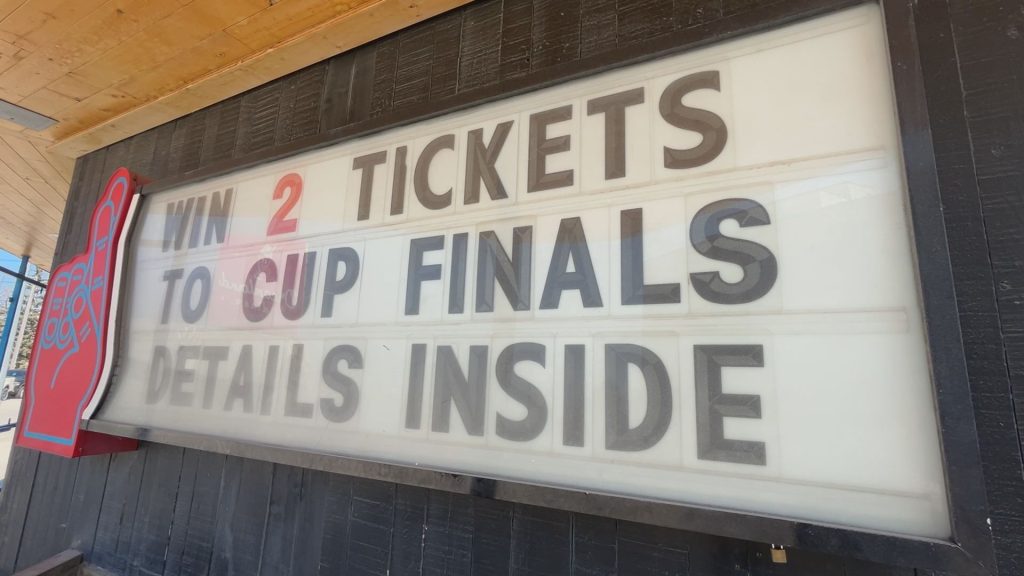 WIN 2 TICKETS
TO CUP FINALS
DETAILS INSIDE